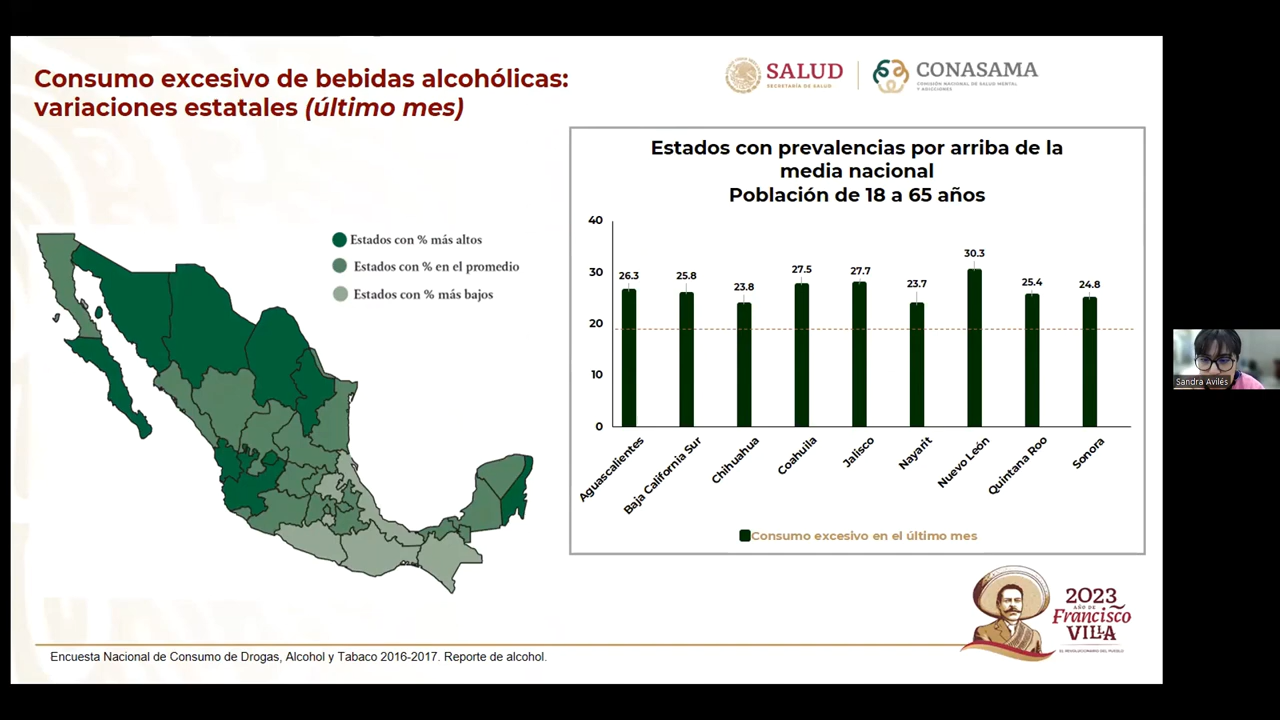 Consumo excesivo de bebidas alcohólicas:
variaciones estatales (último mes)
SALUD
SECRETARÍA DE SALUD
CONASAMA
COMISIÓN NACIONAL DE SALUD MENTAL
Y ADICCIONES
Estados con % más altos
Estados con % en el promedio
Estados con % más bajos
Estados con prevalencias por arriba de la
media nacional
Población de 18 a 65 años
40
30
20
10
0
26.3
25.8
23.8
27.5
27.7
23.7
30.3
25.4
24.8
Aguascalientes
Baja California Sur
Chihuahua
Coahuila
Jalisco
Nayarit
Nuevo León
Quintana Roo
Sonora
Consumo excesivo en el último mes
Sandra Avilés
2023
AÑO DE
Francisco
VILLA
EL REVOLUCIONARIO DEL PUEBLO
Encuesta Nacional de Consumo de Drogas, Alcohol y Tabaco 2016-2017. Reporte de alcohol.